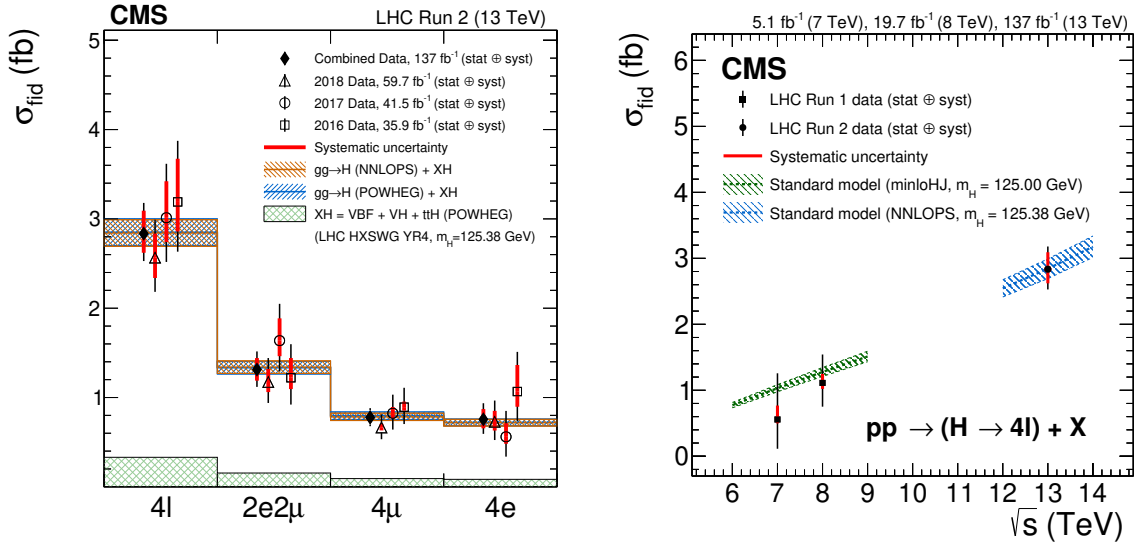 CMS
LHC Run 2 (13 TeV)
σfid (fb)
5
4
3
2
1
Combined Data, 137 fb⁻¹ (stat ⊕ syst)
2018 Data, 59.7 fb⁻¹ (stat ⊕ syst)
2017 Data, 41.5 fb⁻¹ (stat ⊕ syst)
2016 Data, 35.9 fb⁻¹ (stat ⊕ syst)
Systematic uncertainty
gg→H (NNLOPS) + XH
gg→H (POWHEG) + XH
XH = VBF + VH + ttH (POWHEG)
(LHC HXSWG YR4, mH=125.38 GeV)
4l 2e2μ 4μ 4e
5.1 fb⁻¹ (7 TeV), 19.7 fb⁻¹ (8 TeV), 137 fb⁻¹ (13 TeV)
σfid (fb)
6
5
4
3
2
1
0
CMS
LHC Run 1 data (stat ⊕ syst)
LHC Run 2 data (stat ⊕ syst)
Systematic uncertainty
Standard model (minloHJ, mH = 125.00 GeV)
Standard model (NNLOPS, mH = 125.38 GeV)
pp → (H → 4l) + X
6 7 8 9 10 11 12 13 14
√s (TeV)